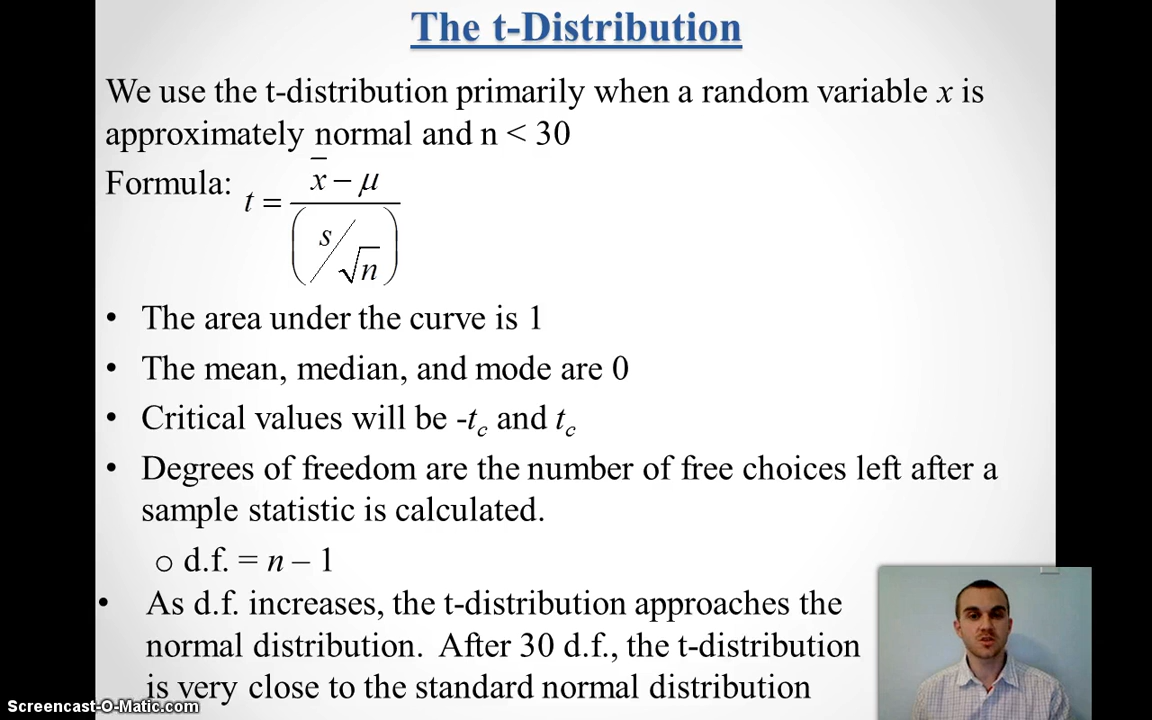 The t-Distribution
We use the t-distribution primarily when a random variable x is
approximately normal and n < 30
Formula: t = (x̄ − μ) / (s/√n)
• The area under the curve is 1
• The mean, median, and mode are 0
• Critical values will be -t_c and t_c
• Degrees of freedom are the number of free choices left after a
sample statistic is calculated.
o d.f. = n – 1
• As d.f. increases, the t-distribution approaches the
normal distribution.  After 30 d.f., the t-distribution
is very close to the standard normal distribution
Screencast-O-Matic.com